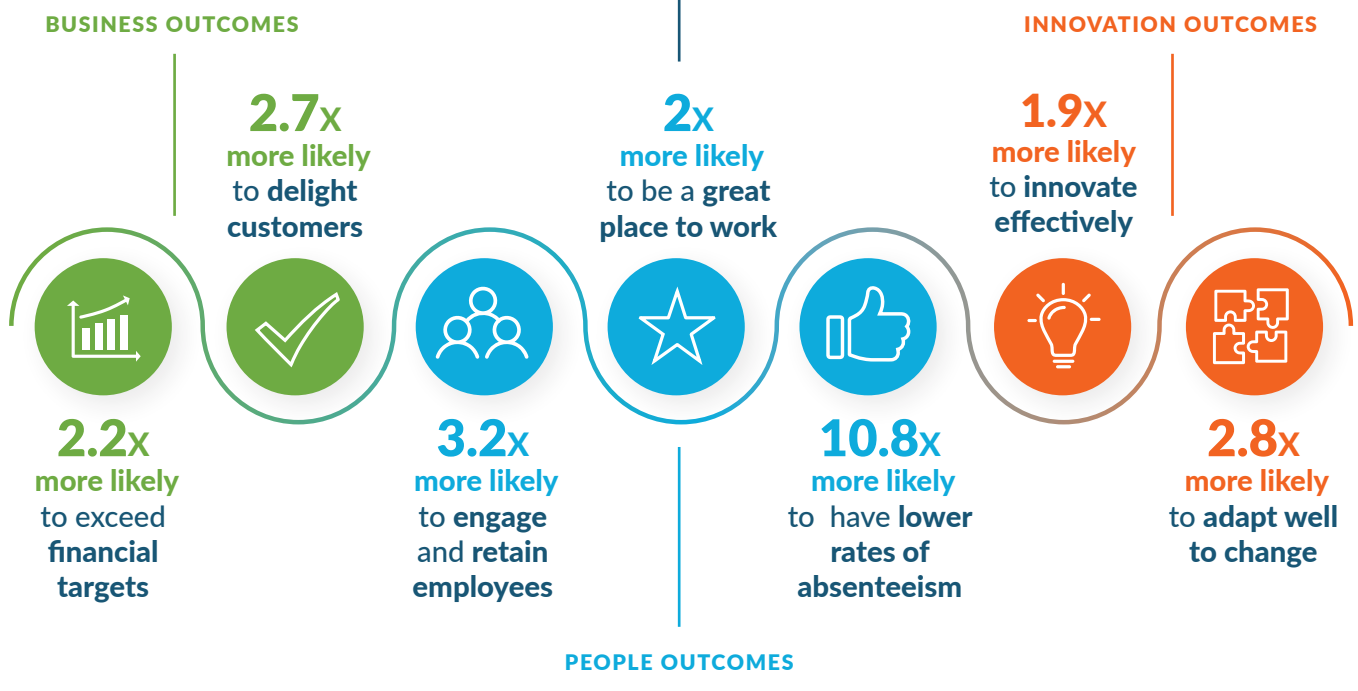 BUSINESS OUTCOMES
INNOVATION OUTCOMES
2.2X
more likely
to exceed
financial
targets
2.7X
more likely
to delight
customers
3.2X
more likely
to engage
and retain
employees
2X
more likely
to be a great
place to work
10.8X
more likely
to have lower
rates of
absenteeism
1.9X
more likely
to innovate
effectively
2.8X
more likely
to adapt well
to change
PEOPLE OUTCOMES